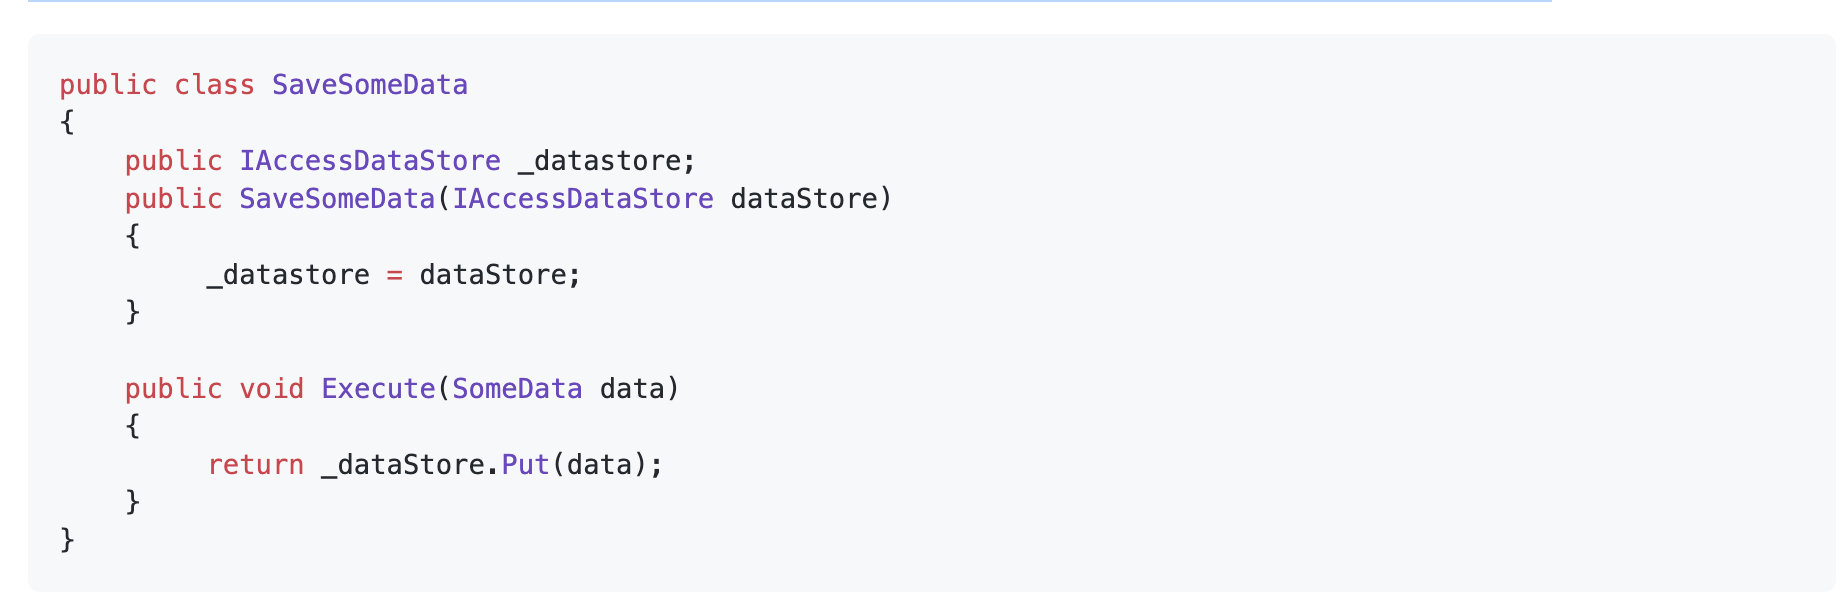 public class SaveSomeData
{
    public IAccessDataStore _datastore;
    public SaveSomeData(IAccessDataStore dataStore)
    {
         _datastore = dataStore;
    }

    public void Execute(SomeData data)
    {
         return _dataStore.Put(data);
    }
}